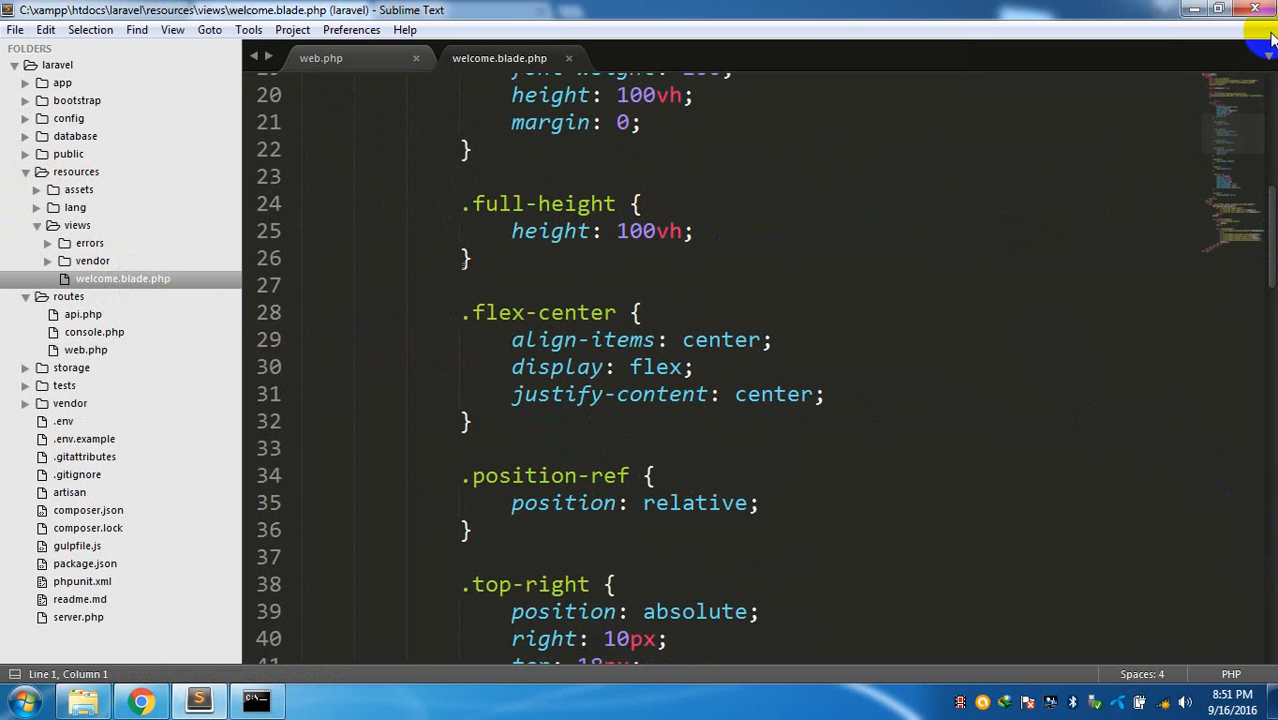 C:\xampp\htdocs\laravel\resources\views\welcome.blade.php (laravel) - Sublime Text
File Edit Selection Find View Goto Tools Project Preferences Help
FOLDERS
laravel
app
bootstrap
config
database
public
resources
assets
lang
views
errors
vendor
welcome.blade.php
routes
api.php
console.php
web.php
storage
tests
vendor
.env
.env.example
.gitattributes
.gitignore
artisan
composer.json
composer.lock
gulpfile.js
package.json
phpunit.xml
readme.md
server.php
web.php × welcome.blade.php ×
20 height: 100vh;
21 margin: 0;
22 }
23
24 .full-height {
25 height: 100vh;
26 }
27
28 .flex-center {
29 align-items: center;
30 display: flex;
31 justify-content: center;
32 }
33
34 .position-ref {
35 position: relative;
36 }
37
38 .top-right {
39 position: absolute;
40 right: 10px;
Line 1, Column 1 Spaces: 4 PHP
8:51 PM
9/16/2016